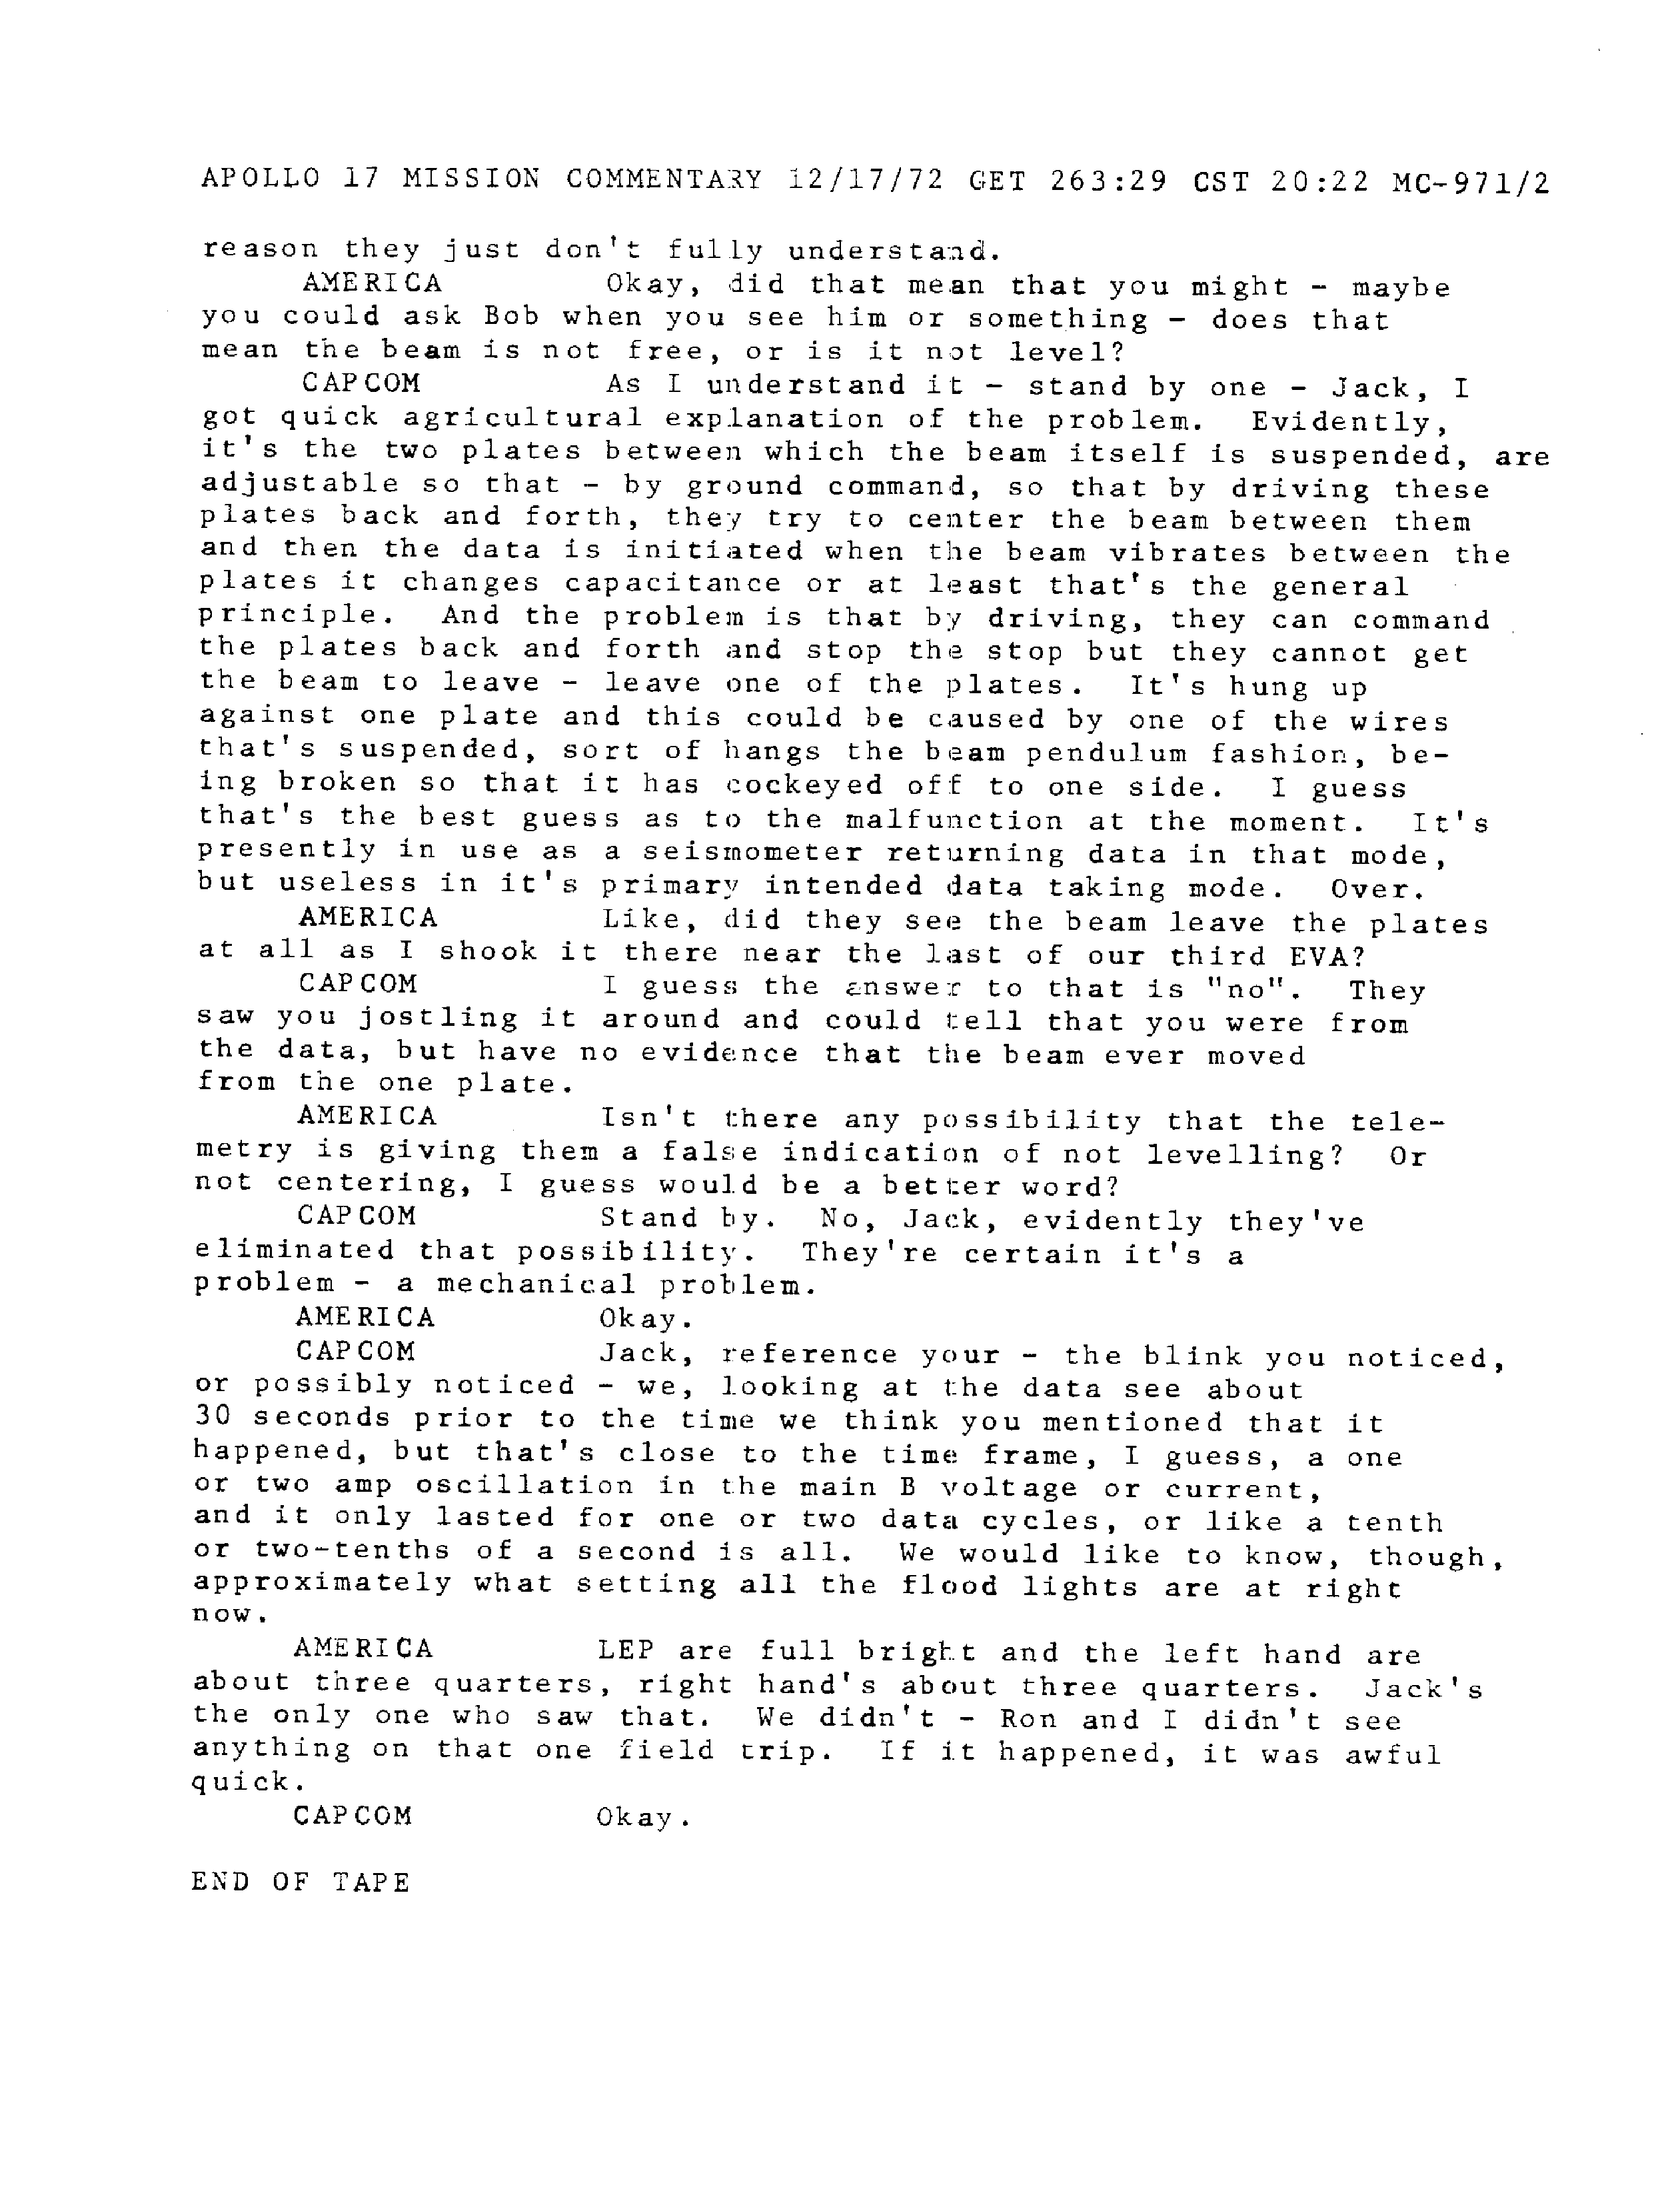 APOLLO 17 MISSION COMMENTARY 12/17/72 GET 263:29 CST 20:22 MC-971/2
reason they just don't fully understand.
AMERICA Okay, did that mean that you might - maybe
you could ask Bob when you see him or something - does that
mean the beam is not free, or is it not level?
CAPCOM As I understand it - stand by one - Jack, I
got quick agricultural explanation of the problem. Evidently,
it's the two plates between which the beam itself is suspended, are
adjustable so that - by ground command, so that by driving these
plates back and forth, they try to center the beam between them
and then the data is initiated when the beam vibrates between the
plates it changes capacitance or at least that's the general
principle. And the problem is that by driving, they can command
the plates back and forth and stop the stop but they cannot get
the beam to leave - leave one of the plates. It's hung up
against one plate and this could be caused by one of the wires
that's suspended, sort of hangs the beam pendulum fashion, be-
ing broken so that it has cockeyed off to one side. I guess
that's the best guess as to the malfunction at the moment. It's
presently in use as a seismometer returning data in that mode,
but useless in it's primary intended data taking mode. Over.
AMERICA Like, did they see the beam leave the plates
at all as I shook it there near the last of our third EVA?
CAPCOM I guess the answer to that is "no". They
saw you jostling it around and could tell that you were from
the data, but have no evidence that the beam ever moved
from the one plate.
AMERICA Isn't there any possibility that the tele-
metry is giving them a false indication of not levelling? Or
not centering, I guess would be a better word?
CAPCOM Stand by. No, Jack, evidently they've
eliminated that possibility. They're certain it's a
problem - a mechanical problem.
AMERICA Okay.
CAPCOM Jack, reference your - the blink you noticed,
or possibly noticed - we, looking at the data see about
30 seconds prior to the time we think you mentioned that it
happened, but that's close to the time frame, I guess, a one
or two amp oscillation in the main B voltage or current,
and it only lasted for one or two data cycles, or like a tenth
or two-tenths of a second is all. We would like to know, though,
approximately what setting all the flood lights are at right
now.
AMERICA LEP are full bright and the left hand are
about three quarters, right hand's about three quarters. Jack's
the only one who saw that. We didn't - Ron and I didn't see
anything on that one field trip. If it happened, it was awful
quick.
CAPCOM Okay.
END OF TAPE